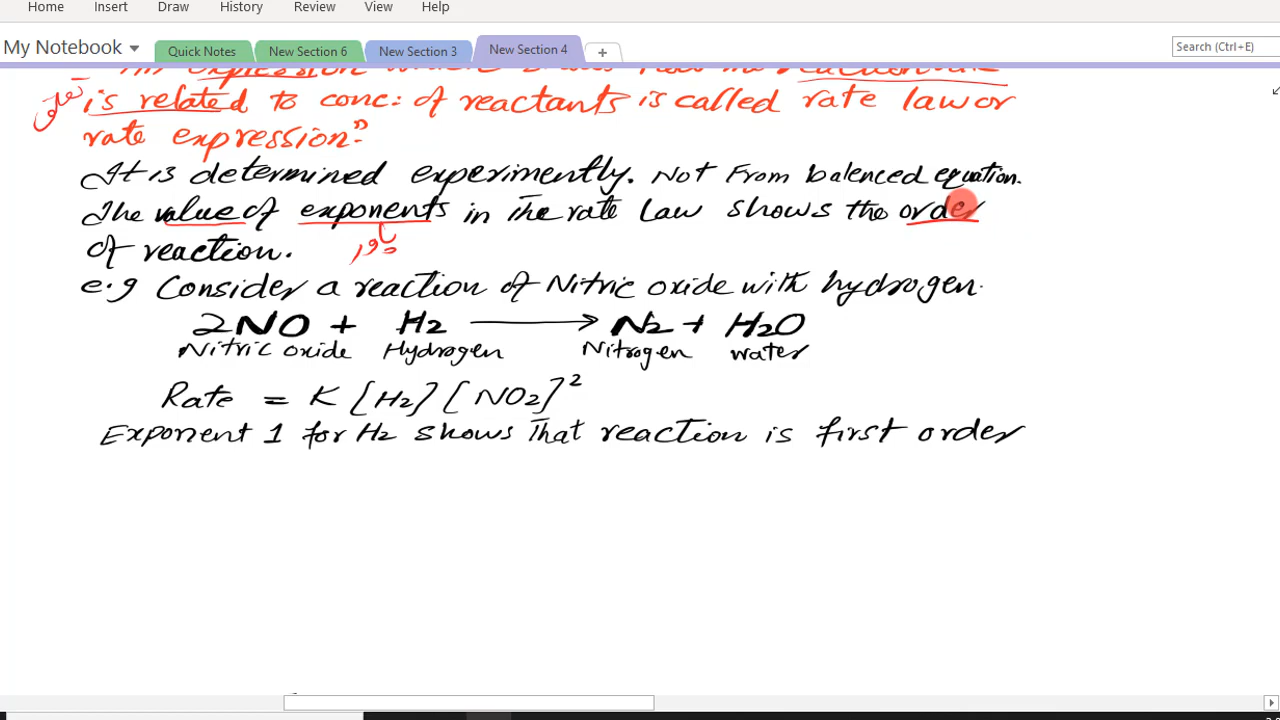 Home Insert Draw History Review View Help
My Notebook Quick Notes New Section 6 New Section 3 New Section 4 + Search (Ctrl+E)
expression
is related to conc: of reactants is called rate law or
rate expression."
It is determined experimently. Not From balenced equation.
The value of exponents in the rate law shows the order
of reaction.
e.g Consider a reaction of Nitric oxide with hydrogen.
2NO + H2 → N2 + H2O
Nitric oxide Hydrogen Nitrogen water
Rate = K [H2] [NO2]²
Exponent 1 for H2 shows That reaction is first order